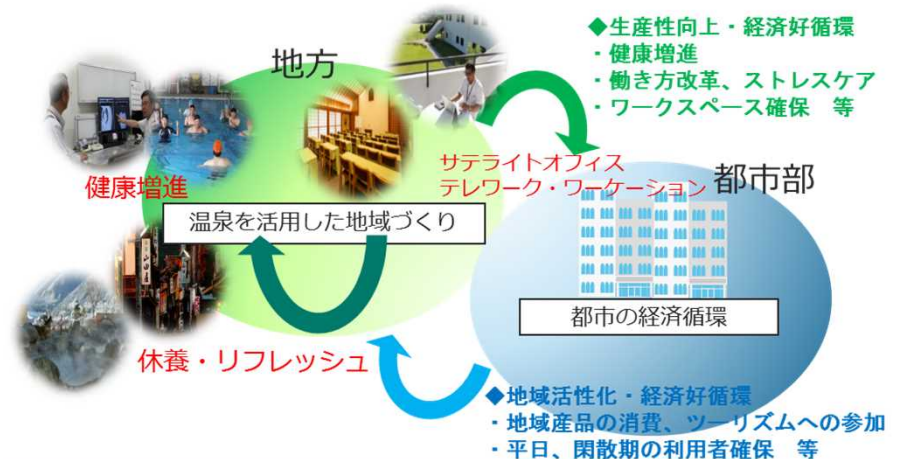 ◆生産性向上・経済好循環
・健康増進
・働き方改革、ストレスケア
・ワークスペース確保　等
地方
サテライトオフィス
テレワーク・ワーケーション
都市部
健康増進
温泉を活用した地域づくり
都市の経済循環
休養・リフレッシュ
◆地域活性化・経済好循環
・地域産品の消費、ツーリズムへの参加
・平日、閑散期の利用者確保　等